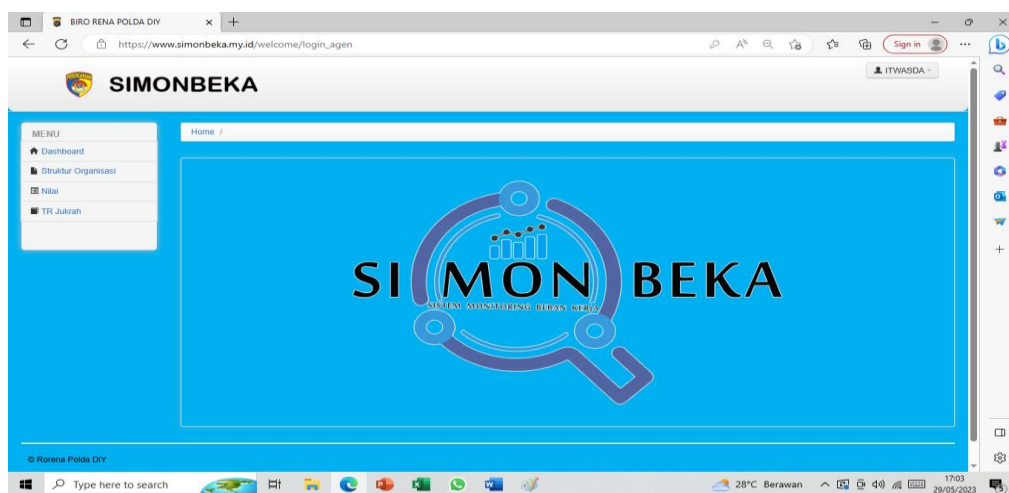 BIRO RENA POLDA DIY
https://www.simonbeka.my.id/welcome/login_agen
Sign in
SIMONBEKA
ITWASDA
MENU
Home /
Dashboard
Struktur Organisasi
Nilai
TR Jukrah
SI MON BEKA
SISTEM MONITORING BEBAN KERJA
© Rorena Polda DIY
Type here to search
28°C Berawan
17:03
29/05/2023